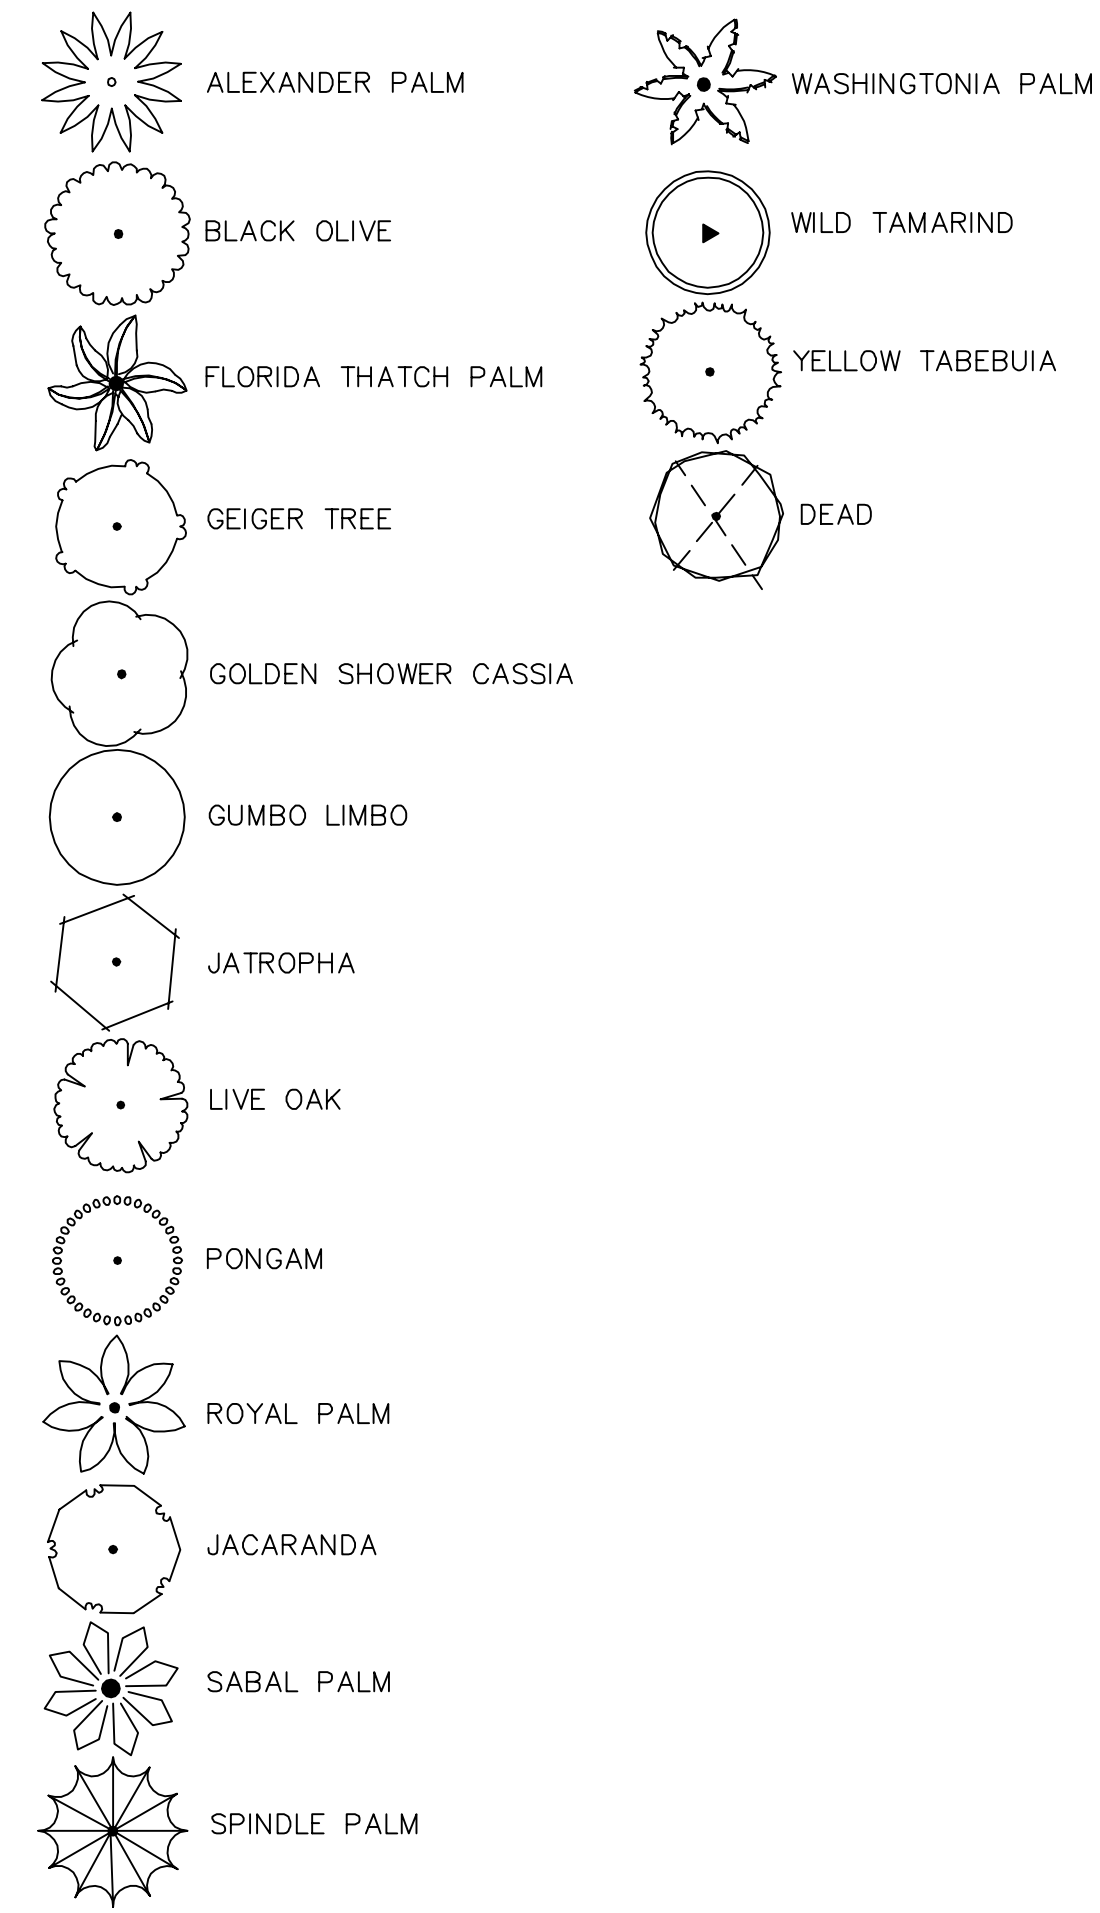 ALEXANDER PALM
BLACK OLIVE
FLORIDA THATCH PALM
GEIGER TREE
GOLDEN SHOWER CASSIA
GUMBO LIMBO
JATROPHA
LIVE OAK
PONGAM
ROYAL PALM
JACARANDA
SABAL PALM
SPINDLE PALM
WASHINGTONIA PALM
WILD TAMARIND
YELLOW TABEBUIA
DEAD